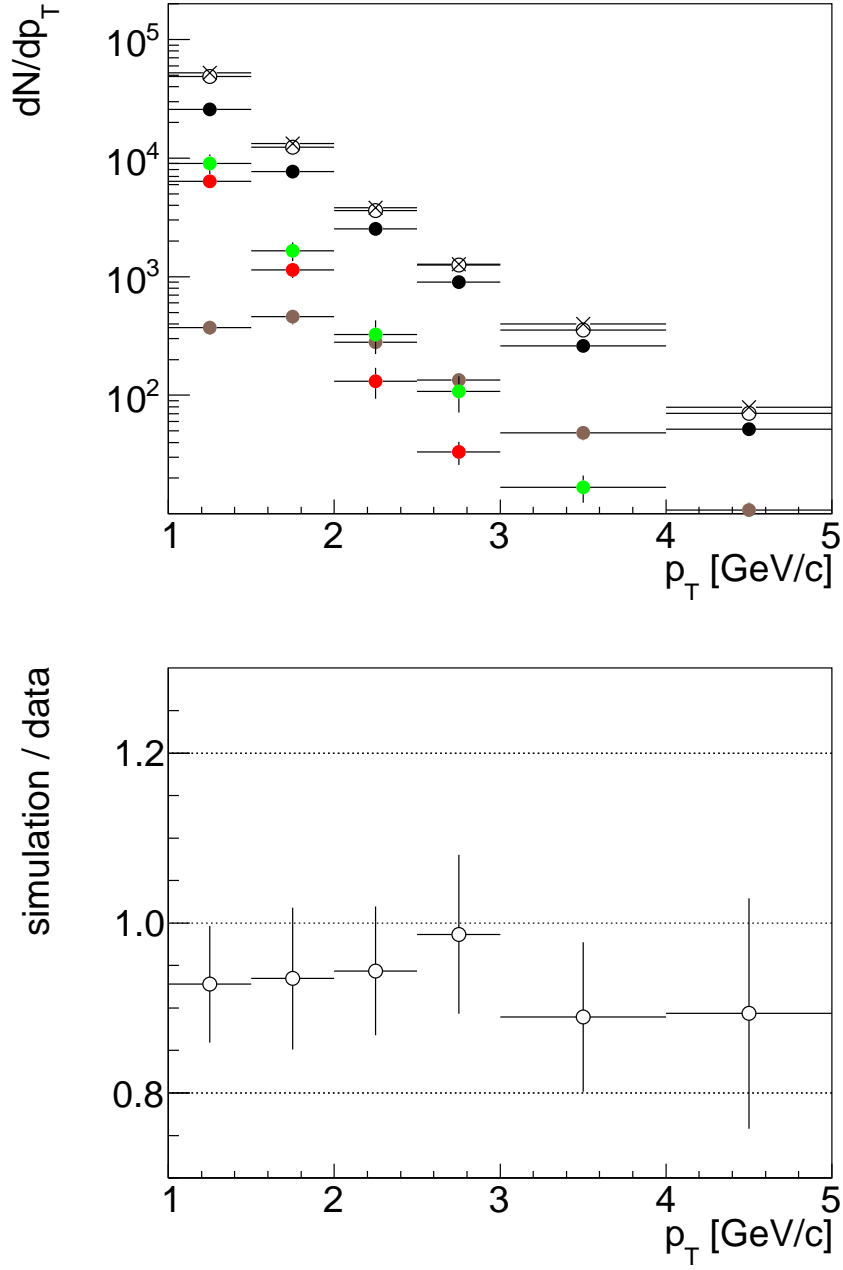 dN/dp_T
10^5
10^4
10^3
10^2
1 2 3 4 5
p_T [GeV/c]
simulation / data
1.2
1.0
0.8
1 2 3 4 5
p_T [GeV/c]